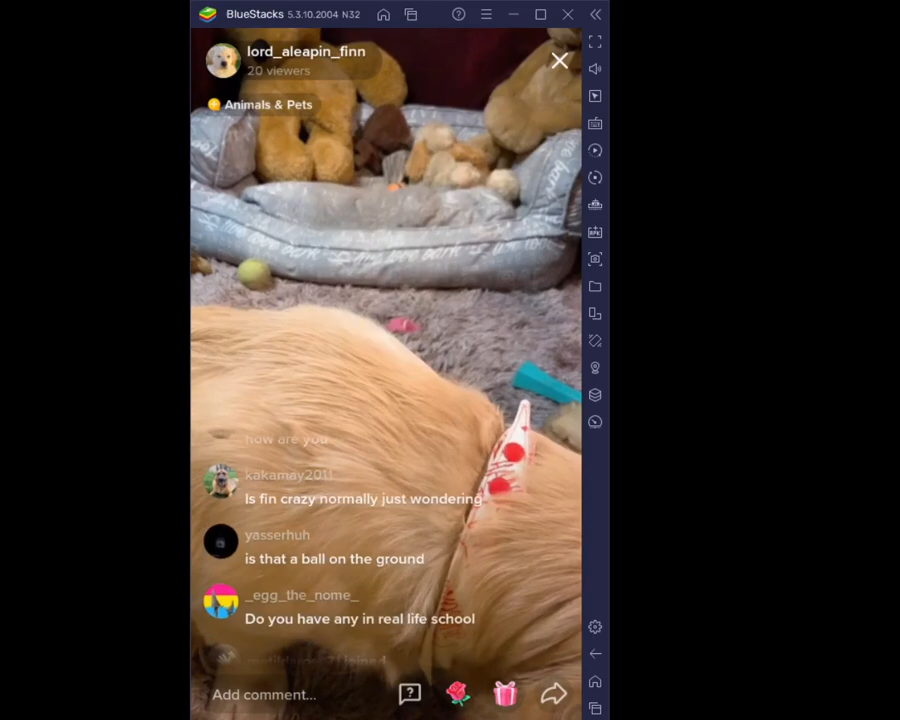 BlueStacks 5.3.10.2004 N32
lord_aleapin_finn
20 viewers
Animals & Pets
how are you
kakamay2011
Is fin crazy normally just wondering
yasserhuh
is that a ball on the ground
_egg_the_nome_
Do you have any in real life school
joined
Add comment...